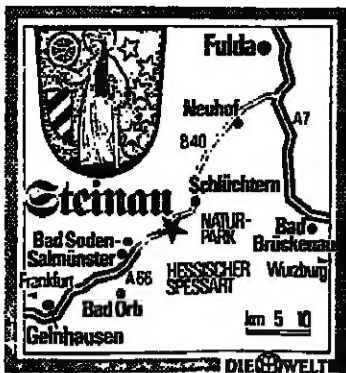 Fulda
Neuhof
A7
B40
Schlüchtern
Steinau
NATUR-
PARK
Bad
Brückenau
Bad Soden-
Salmünster
HESSISCHER
SPESSART
Würzburg
Frankfurt
A66
Bad Orb
Gelnhausen
km 5 10
DIE WELT